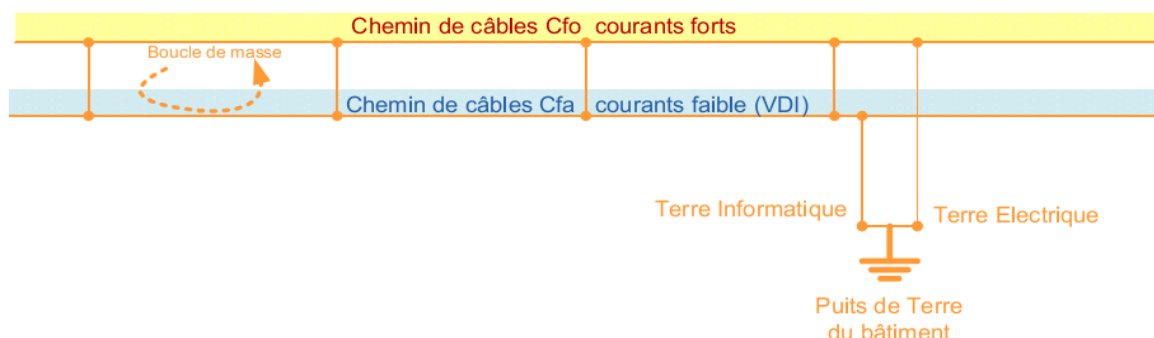 Chemin de câbles Cfo courants forts
Boucle de masse
Chemin de câbles Cfa courants faible (VDI)
Terre Informatique
Terre Electrique
Puits de Terre
du bâtiment